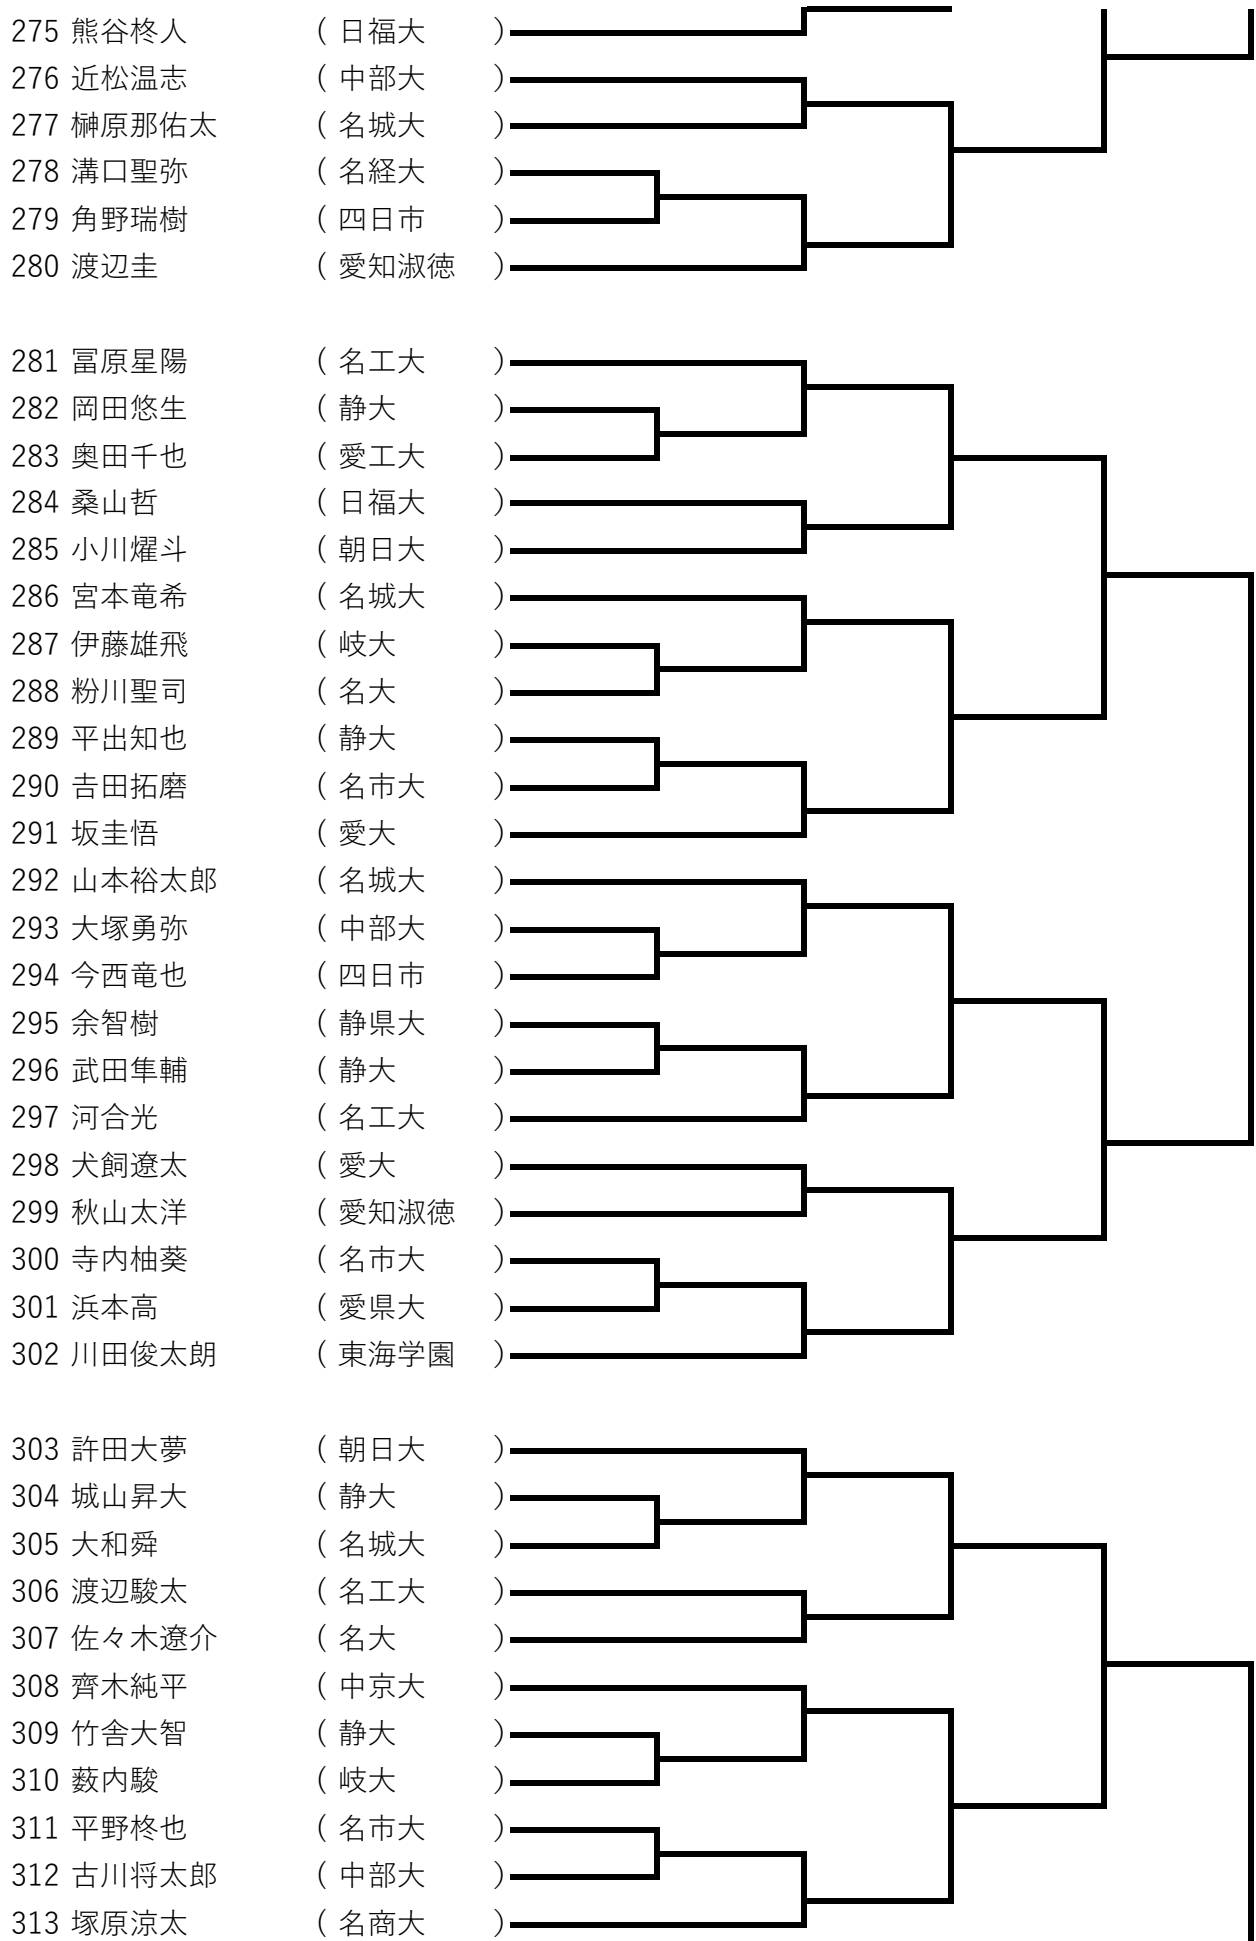 275 熊谷柊人 ( 日福大 )
276 近松温志 ( 中部大 )
277 榊原那佑太 ( 名城大 )
278 溝口聖弥 ( 名経大 )
279 角野瑞樹 ( 四日市 )
280 渡辺圭 ( 愛知淑徳 )
281 冨原星陽 ( 名工大 )
282 岡田悠生 ( 静大 )
283 奥田千也 ( 愛工大 )
284 桑山哲 ( 日福大 )
285 小川燿斗 ( 朝日大 )
286 宮本竜希 ( 名城大 )
287 伊藤雄飛 ( 岐大 )
288 粉川聖司 ( 名大 )
289 平出知也 ( 静大 )
290 𠮷田拓磨 ( 名市大 )
291 坂圭悟 ( 愛大 )
292 山本裕太郎 ( 名城大 )
293 大塚勇弥 ( 中部大 )
294 今西竜也 ( 四日市 )
295 余智樹 ( 静県大 )
296 武田隼輔 ( 静大 )
297 河合光 ( 名工大 )
298 犬飼遼太 ( 愛大 )
299 秋山太洋 ( 愛知淑徳 )
300 寺内柚葵 ( 名市大 )
301 浜本高 ( 愛県大 )
302 川田俊太朗 ( 東海学園 )
303 許田大夢 ( 朝日大 )
304 城山昇大 ( 静大 )
305 大和舜 ( 名城大 )
306 渡辺駿太 ( 名工大 )
307 佐々木遼介 ( 名大 )
308 齊木純平 ( 中京大 )
309 竹舎大智 ( 静大 )
310 薮内駿 ( 岐大 )
311 平野柊也 ( 名市大 )
312 古川将太郎 ( 中部大 )
313 塚原涼太 ( 名商大 )